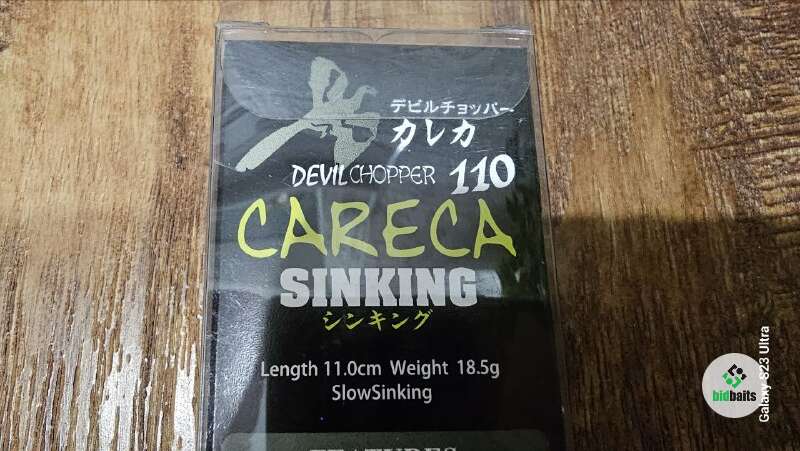 デビルチョッパー
カレカ
DEVIL CHOPPER 110
CARECA
SINKING
シンキング
Length 11.0cm Weight 18.5g
SlowSinking
FEATURES
bidbaits
Galaxy S23 Ultra